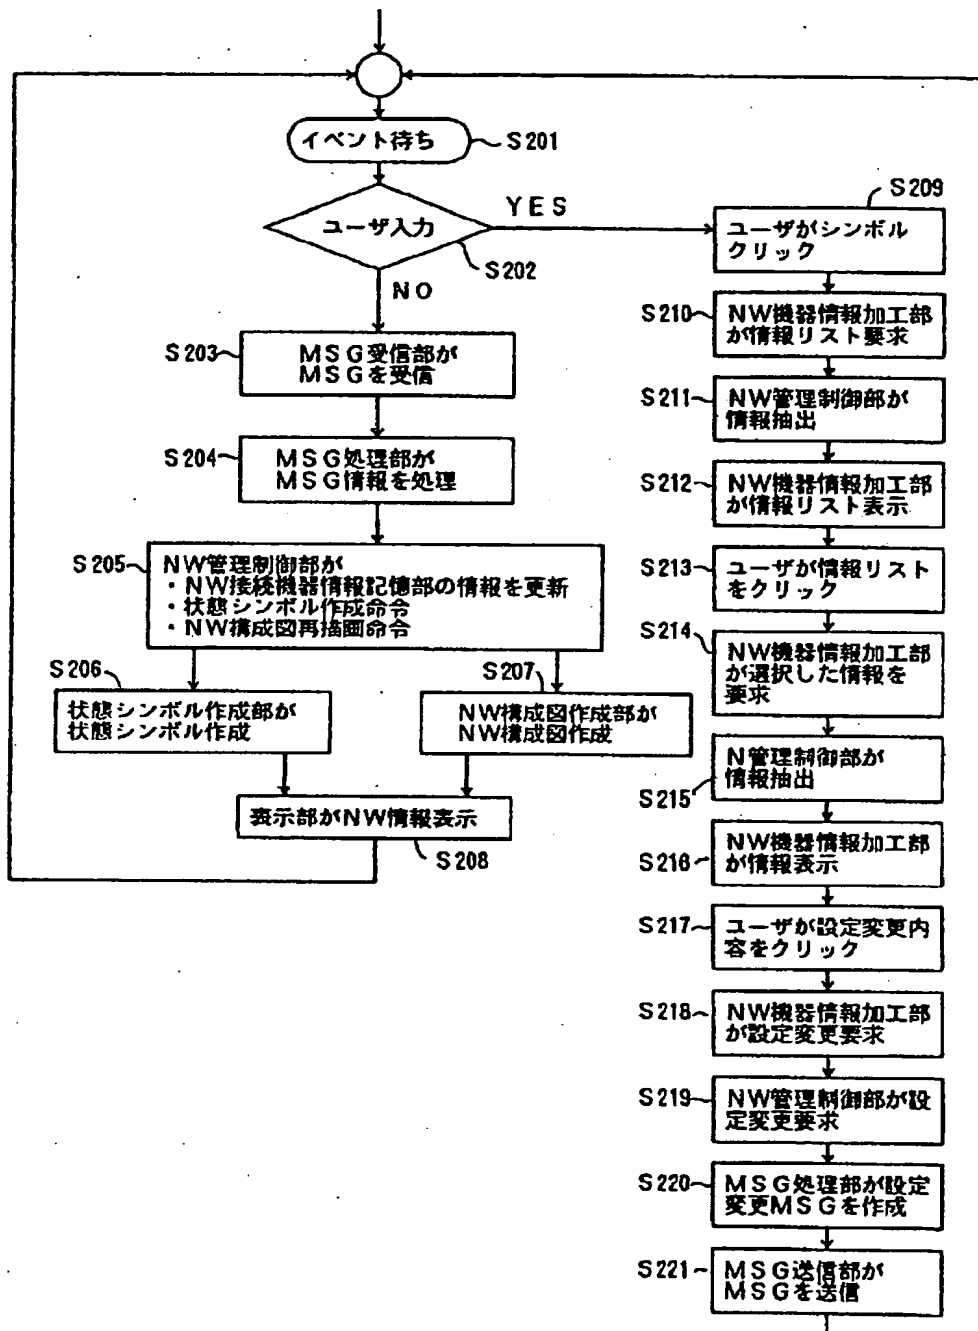 イベント待ち
S201
ユーザ入力
S202
YES
NO
S203
MSG受信部が
MSGを受信
S204
MSG処理部が
MSG情報を処理
S205
NW管理制御部が
・NW接続機器情報記憶部の情報を更新
・状態シンボル作成命令
・NW構成図再描画命令
S206
状態シンボル作成部が
状態シンボル作成
S207
NW構成図作成部が
NW構成図作成
表示部がNW情報表示
S208
S209
ユーザがシンボル
クリック
S210
NW機器情報加工部
が情報リスト要求
S211
NW管理制御部が
情報抽出
S212
NW機器情報加工部
が情報リスト表示
S213
ユーザが情報リスト
をクリック
S214
NW機器情報加工部
が選択した情報を
要求
S215
N管理制御部が
情報抽出
S216
NW機器情報加工部
が情報表示
S217
ユーザが設定変更内
容をクリック
S218
NW機器情報加工部
が設定変更要求
S219
NW管理制御部が設
定変更要求
S220
MSG処理部が設定
変更MSGを作成
S221
MSG送信部が
MSGを送信